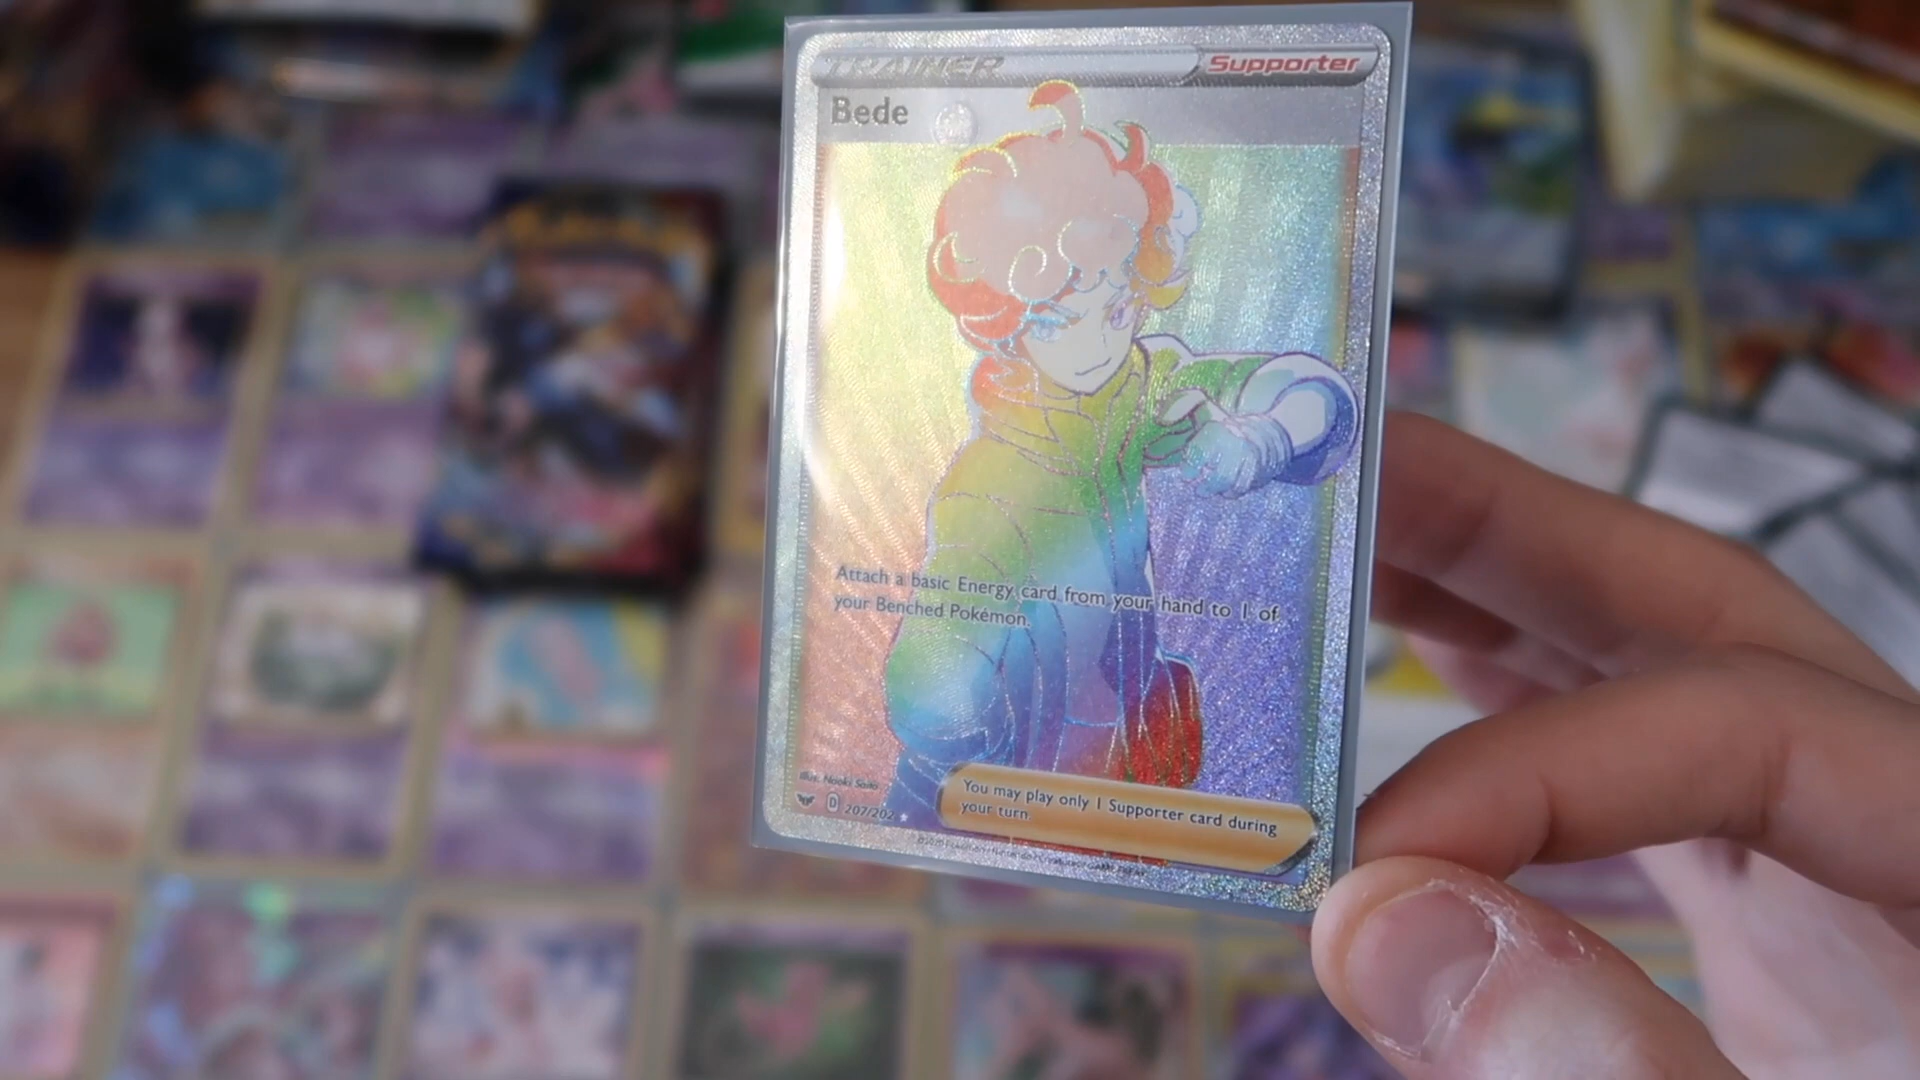 TRAINER
Supporter
Bede
Attach a basic Energy card from your hand to 1 of
your Benched Pokémon.
Illus. Naoki Saito
D 207/202
You may play only 1 Supporter card during
your turn.